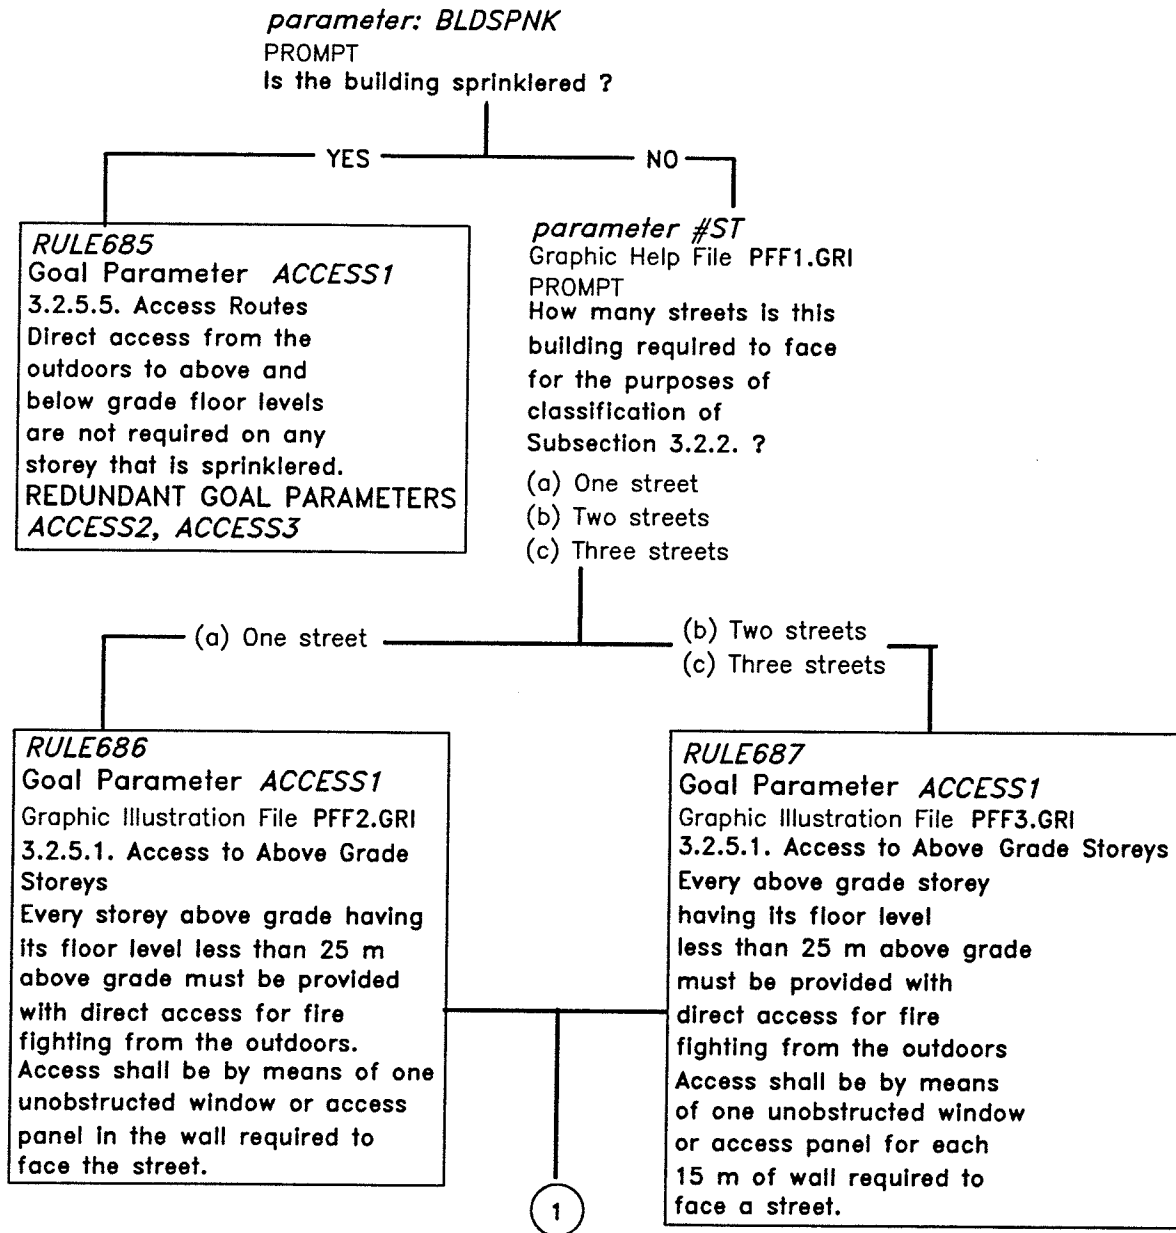 parameter: BLDSPNK
PROMPT
Is the building sprinklered ?
YES
NO
RULE685
Goal Parameter ACCESS1
3.2.5.5. Access Routes
Direct access from the
outdoors to above and
below grade floor levels
are not required on any
storey that is sprinklered.
REDUNDANT GOAL PARAMETERS
ACCESS2, ACCESS3
parameter #ST
Graphic Help File PFF1.GRI
PROMPT
How many streets is this
building required to face
for the purposes of
classification of
Subsection 3.2.2. ?
(a) One street
(b) Two streets
(c) Three streets
(a) One street
(b) Two streets
(c) Three streets
RULE686
Goal Parameter ACCESS1
Graphic Illustration File PFF2.GRI
3.2.5.1. Access to Above Grade
Storeys
Every storey above grade having
its floor level less than 25 m
above grade must be provided
with direct access for fire
fighting from the outdoors.
Access shall be by means of one
unobstructed window or access
panel in the wall required to
face the street.
RULE687
Goal Parameter ACCESS1
Graphic Illustration File PFF3.GRI
3.2.5.1. Access to Above Grade Storeys
Every above grade storey
having its floor level
less than 25 m above grade
must be provided with
direct access for fire
fighting from the outdoors
Access shall be by means
of one unobstructed window
or access panel for each
15 m of wall required to
face a street.
1